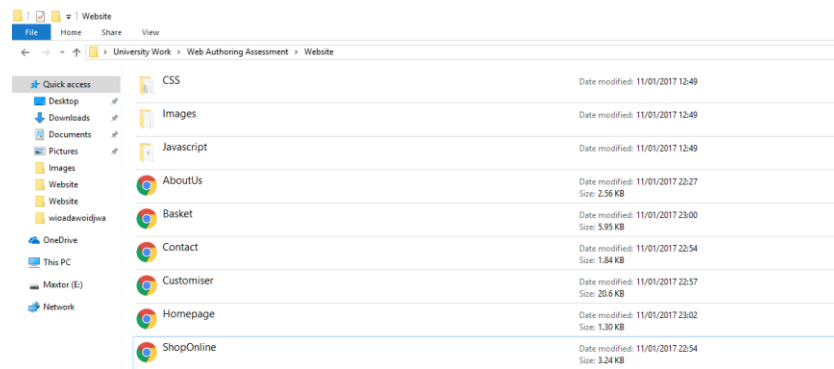 Website
File Home Share View
University Work Web Authoring Assessment Website
Quick access
Desktop
Downloads
Documents
Pictures
Images
Website
Website
wioadawoidjwa
OneDrive
This PC
Maxtor (E:)
Network
CSS
Date modified: 11/01/2017 12:49
Images
Date modified: 11/01/2017 12:49
Javascript
Date modified: 11/01/2017 12:49
AboutUs
Date modified: 11/01/2017 22:27
Size: 2.56 KB
Basket
Date modified: 11/01/2017 23:00
Size: 5.95 KB
Contact
Date modified: 11/01/2017 22:54
Size: 1.84 KB
Customiser
Date modified: 11/01/2017 22:57
Size: 20.6 KB
Homepage
Date modified: 11/01/2017 23:02
Size: 1.30 KB
ShopOnline
Date modified: 11/01/2017 22:54
Size: 3.24 KB